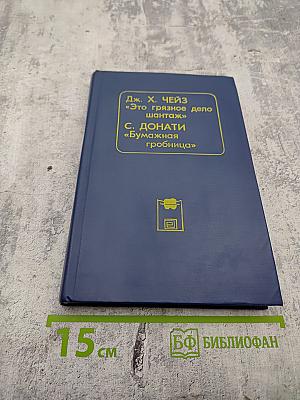 Дж. Х. ЧЕЙЗ
«Это грязное дело
шантаж»
С. ДОНАТИ
«Бумажная
гробница»
15 см
БФ БИБЛИОФАН